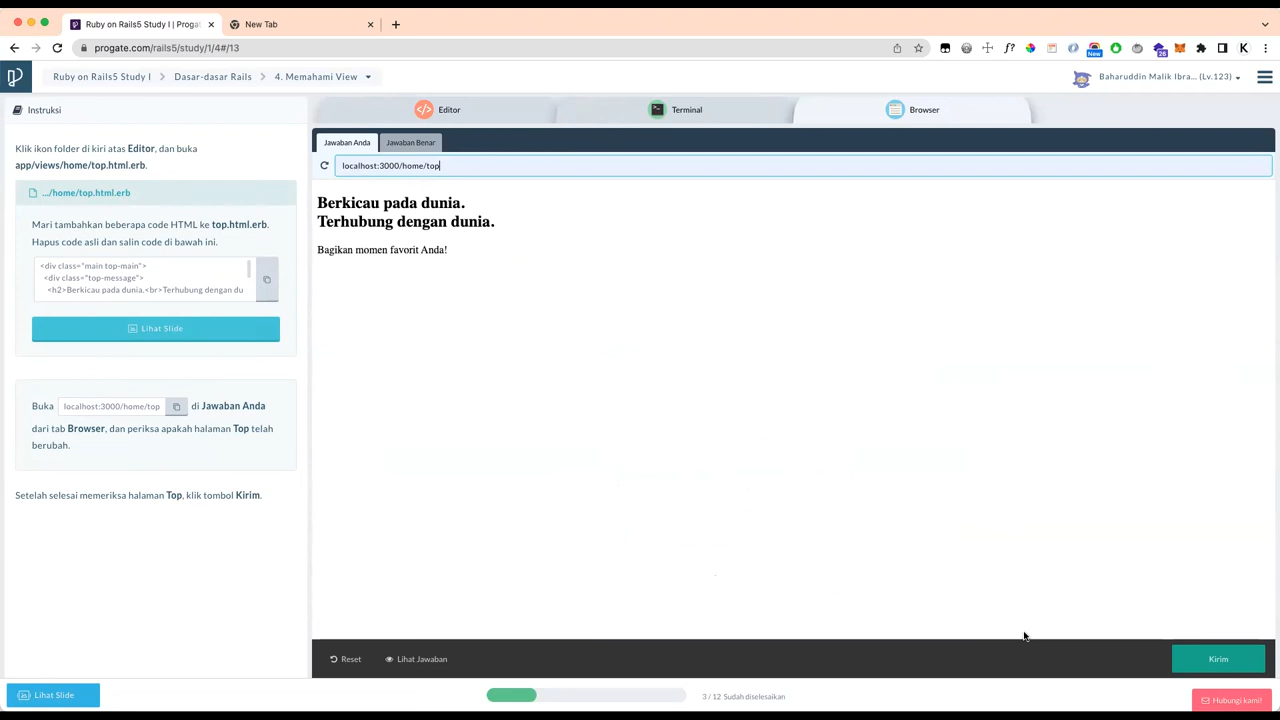 Ruby on Rails5 Study I | Progat
New Tab
progate.com/rails5/study/1/4#/13
New
26
K
Ruby on Rails5 Study I
Dasar-dasar Rails
4. Memahami View
Baharuddin Malik Ibra... (Lv.123)
Instruksi
Editor
Terminal
Browser
Klik ikon folder di kiri atas Editor, dan buka
app/views/home/top.html.erb.
.../home/top.html.erb
Mari tambahkan beberapa code HTML ke top.html.erb.
Hapus code asli dan salin code di bawah ini.
<div class="main top-main">
<div class="top-message">
<h2>Berkicau pada dunia.<br>Terhubung dengan du
Lihat Slide
Buka localhost:3000/home/top di Jawaban Anda
dari tab Browser, dan periksa apakah halaman Top telah
berubah.
Setelah selesai memeriksa halaman Top, klik tombol Kirim.
Jawaban Anda
Jawaban Benar
localhost:3000/home/top
Berkicau pada dunia.
Terhubung dengan dunia.
Bagikan momen favorit Anda!
Reset
Lihat Jawaban
Kirim
Lihat Slide
3 / 12 Sudah diselesaikan
Hubungi kami!